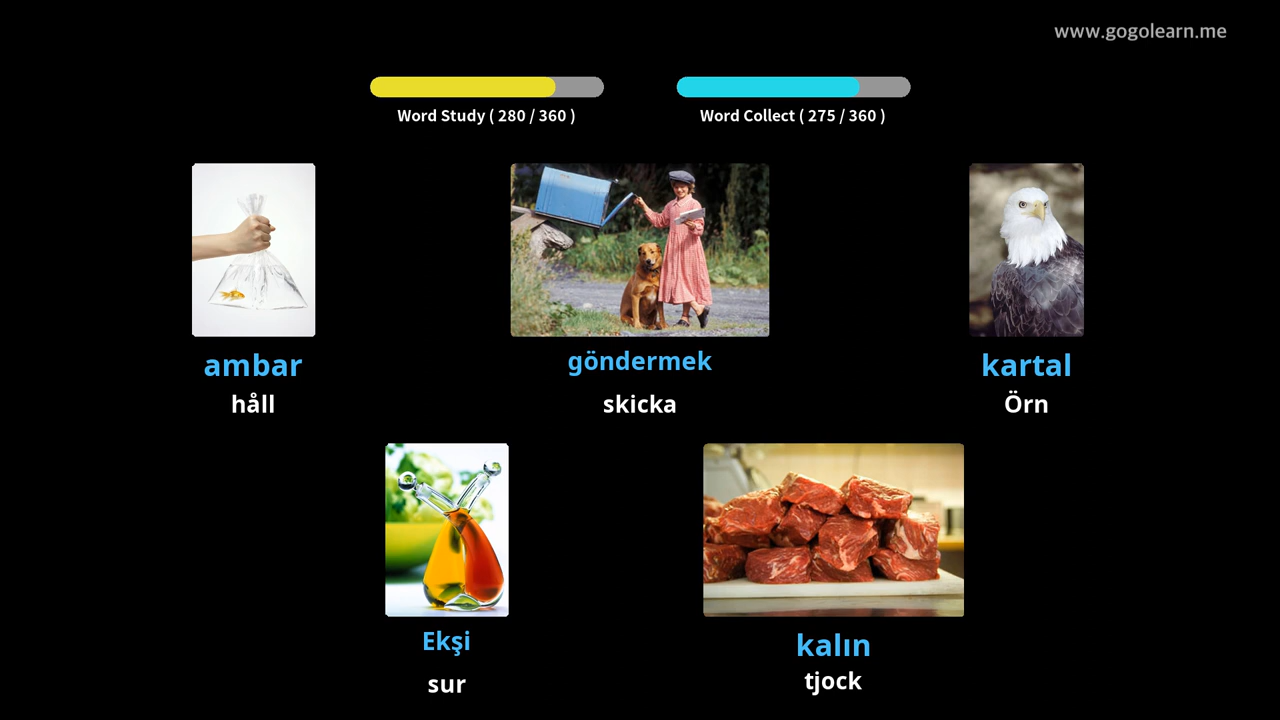 www.gogolearn.me
Word Study ( 280 / 360 )
Word Collect ( 275 / 360 )
ambar
håll
göndermek
skicka
kartal
Örn
Ekşi
sur
kalın
tjock